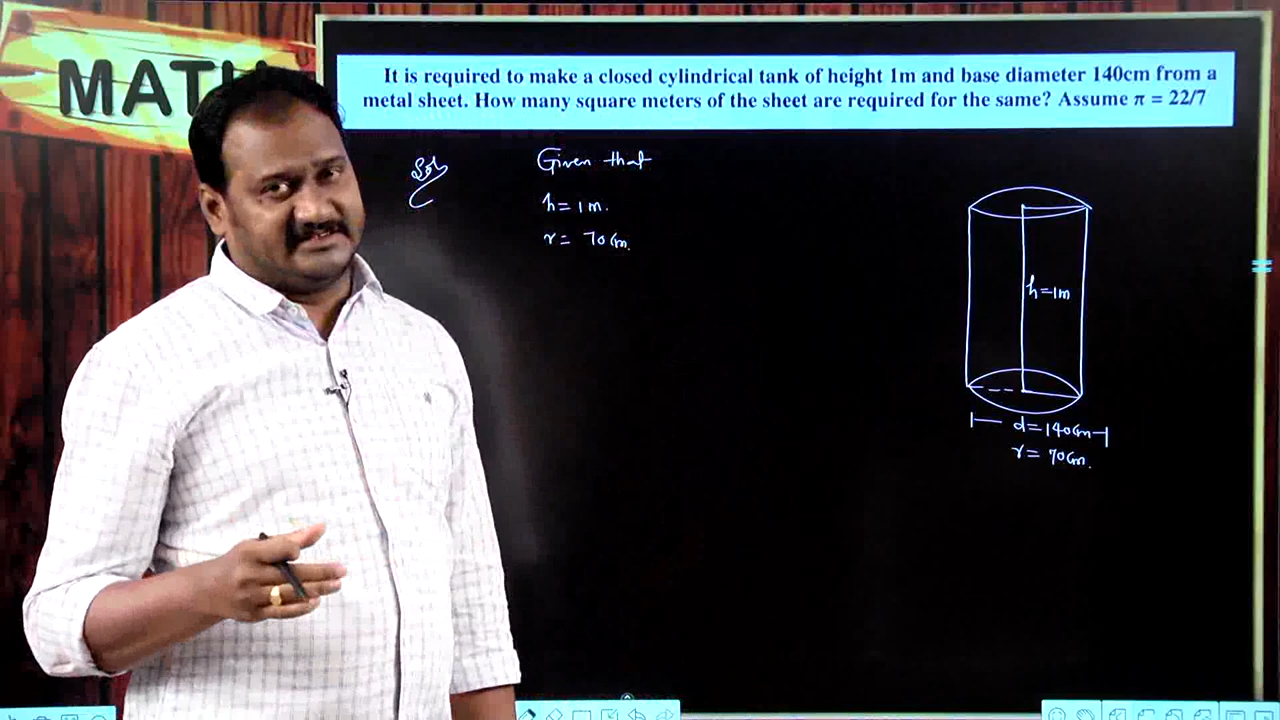 MATH
It is required to make a closed cylindrical tank of height 1m and base diameter 140cm from a
metal sheet. How many square meters of the sheet are required for the same? Assume π = 22/7
Sol
Given that
h = 1m.
r = 70cm.
h=1m
d=140cm
r = 70cm.